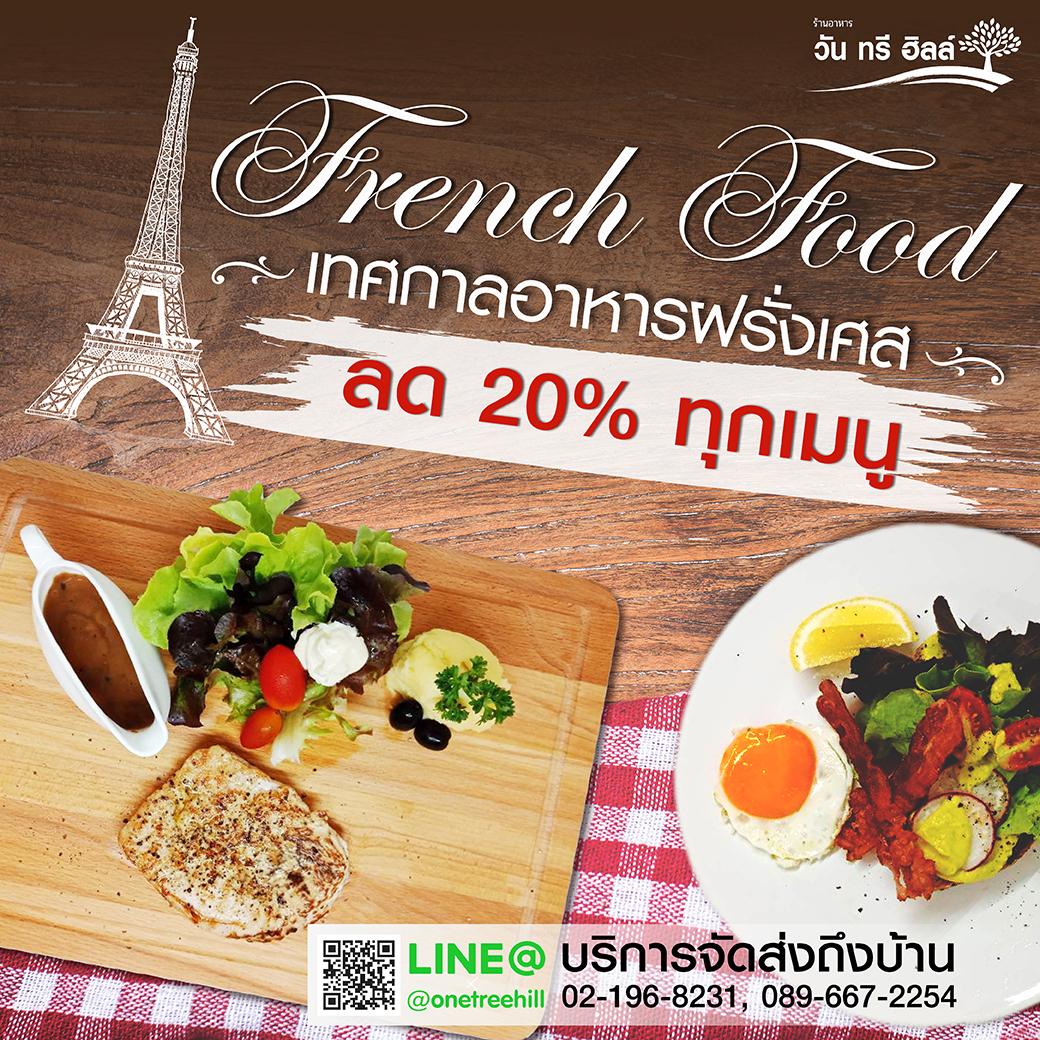 ร้านอาหาร
วัน ทรี ฮิลล์
French Food
เทศกาลอาหารฝรั่งเศส
ลด 20% ทุกเมนู
LINE@ บริการจัดส่งถึงบ้าน
@onetreehill 02-196-8231, 089-667-2254